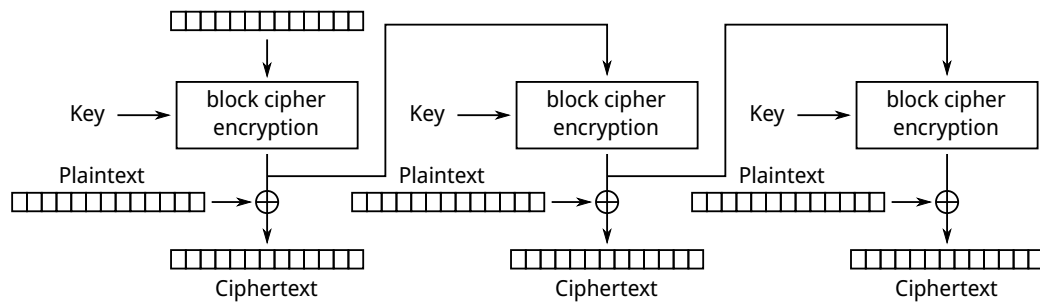 block cipher
encryption
block cipher
encryption
block cipher
encryption
Key
Key
Key
Plaintext
Plaintext
Plaintext
Ciphertext
Ciphertext
Ciphertext